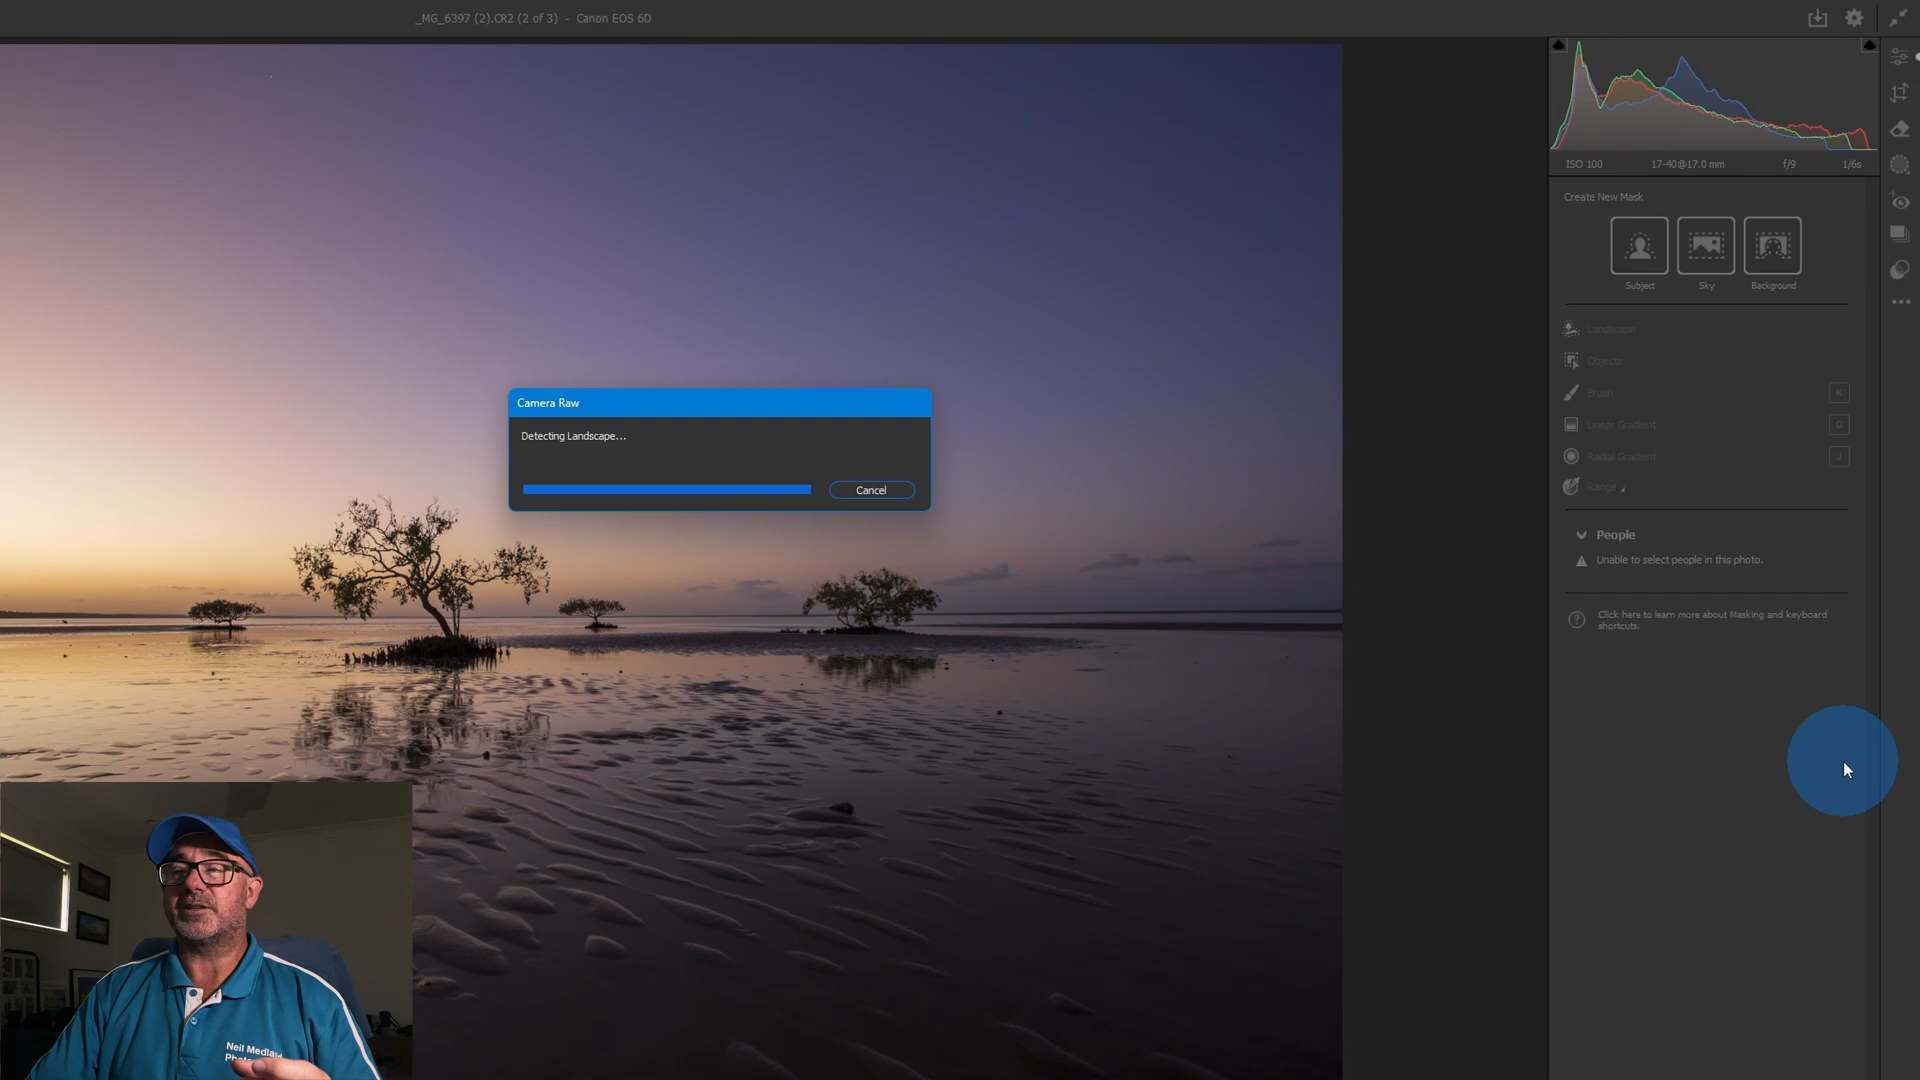 _MG_6397 (2).CR2 (2 of 3) - Canon EOS 6D
ISO 100 17-40@17.0 mm f/9 1/6s
Create New Mask
Subject Sky Background
Landscape
Objects
Brush K
Linear Gradient G
Radial Gradient J
Range
People
Unable to select people in this photo.
Click here to learn more about Masking and keyboard
shortcuts.
Camera Raw
Detecting Landscape...
Cancel
Neil